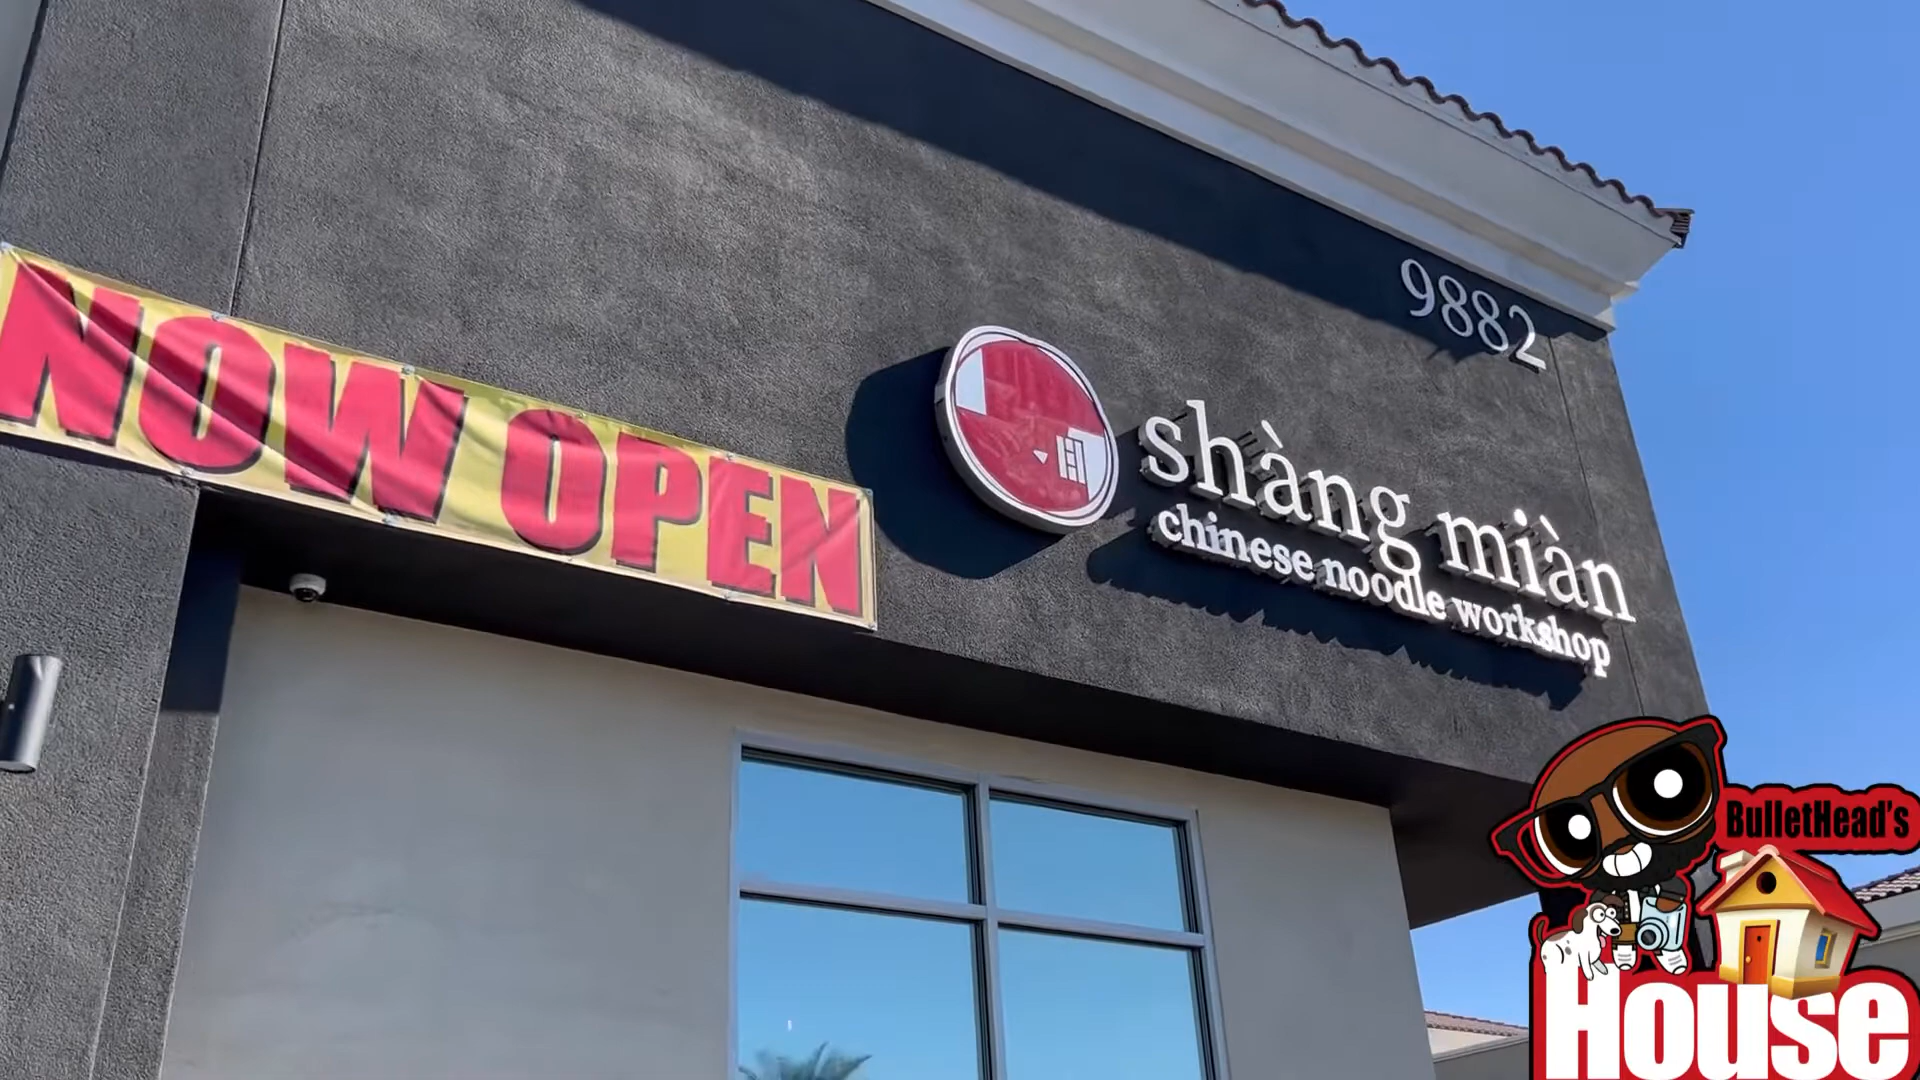 9882
NOW OPEN
shàng miàn
chinese noodle workshop
BulletHead's
House